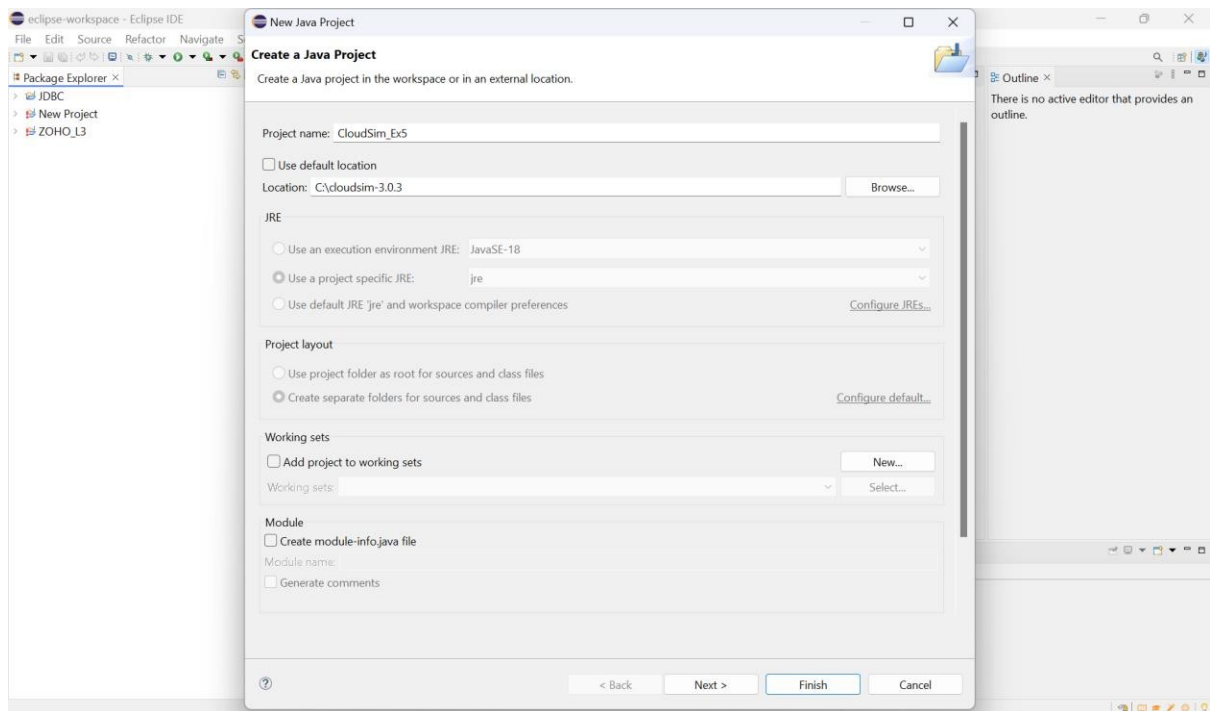 eclipse-workspace - Eclipse IDE
File Edit Source Refactor Navigate S
Package Explorer ×
JDBC
New Project
ZOHO_L3
New Java Project
Create a Java Project
Create a Java project in the workspace or in an external location.
Project name: CloudSim_Ex5
Use default location
Location: C:\cloudsim-3.0.3 Browse...
JRE
Use an execution environment JRE: JavaSE-18
Use a project specific JRE: jre
Use default JRE 'jre' and workspace compiler preferences Configure JREs...
Project layout
Use project folder as root for sources and class files
Create separate folders for sources and class files Configure default...
Working sets
Add project to working sets New...
Working sets: Select...
Module
Create module-info.java file
Module name:
Generate comments
< Back Next > Finish Cancel
Outline ×
There is no active editor that provides an
outline.